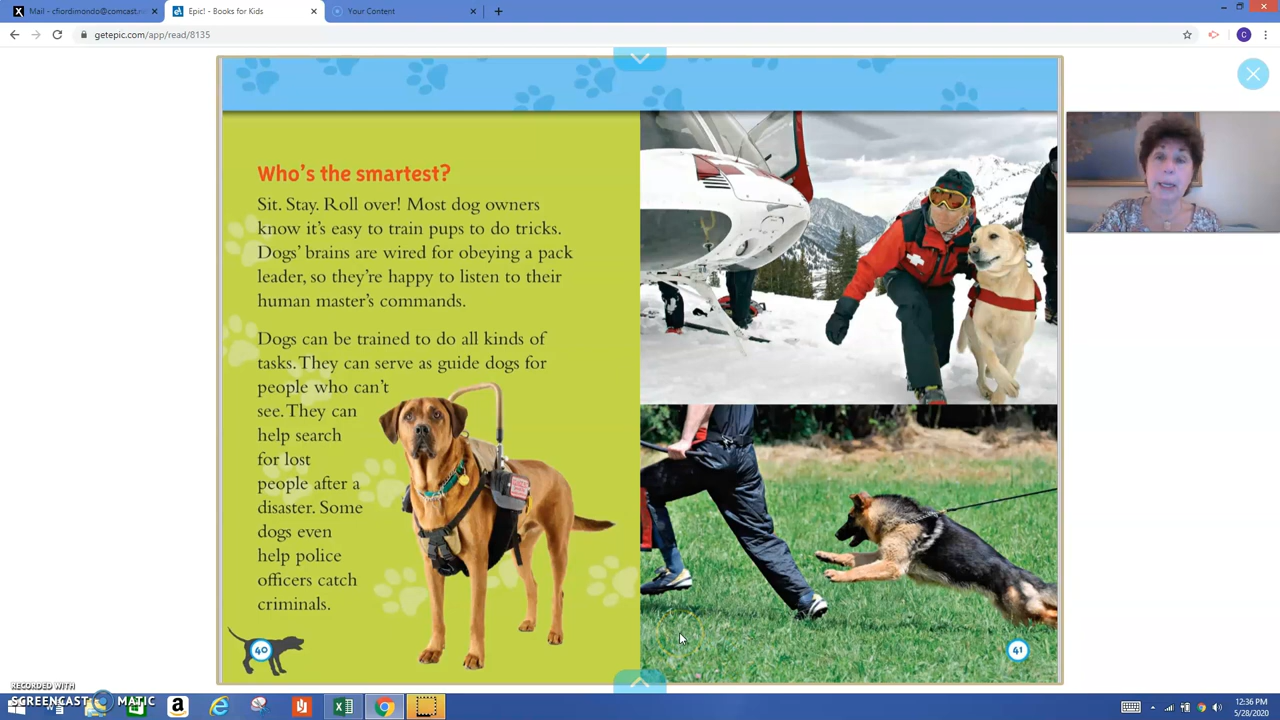 Mail - cfiordimondo@comcast.n
Epic! - Books for Kids
Your Content
getepic.com/app/read/8135
C
Who's the smartest?
Sit. Stay. Roll over! Most dog owners
know it's easy to train pups to do tricks.
Dogs' brains are wired for obeying a pack
leader, so they're happy to listen to their
human master's commands.
Dogs can be trained to do all kinds of
tasks. They can serve as guide dogs for
people who can't
see. They can
help search
for lost
people after a
disaster. Some
dogs even
help police
officers catch
criminals.
40
41
RECORDED WITH
SCREENCAST MATIC
12:36 PM
5/28/2020